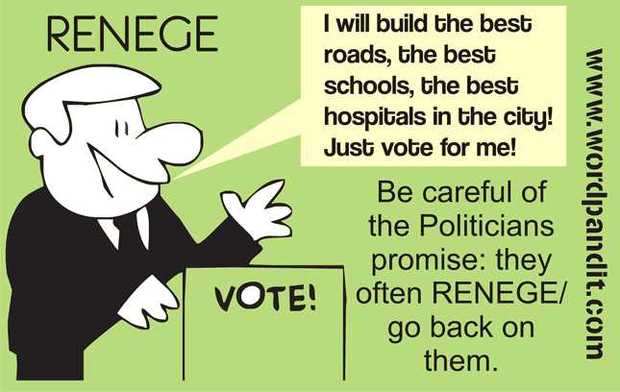 RENEGE
I will build the best
roads, the best
schools, the best
hospitals in the city!
Just vote for me!
Be careful of
the Politicians
promise: they
often RENEGE/
go back on
them.
VOTE!
www.wordpandit.com